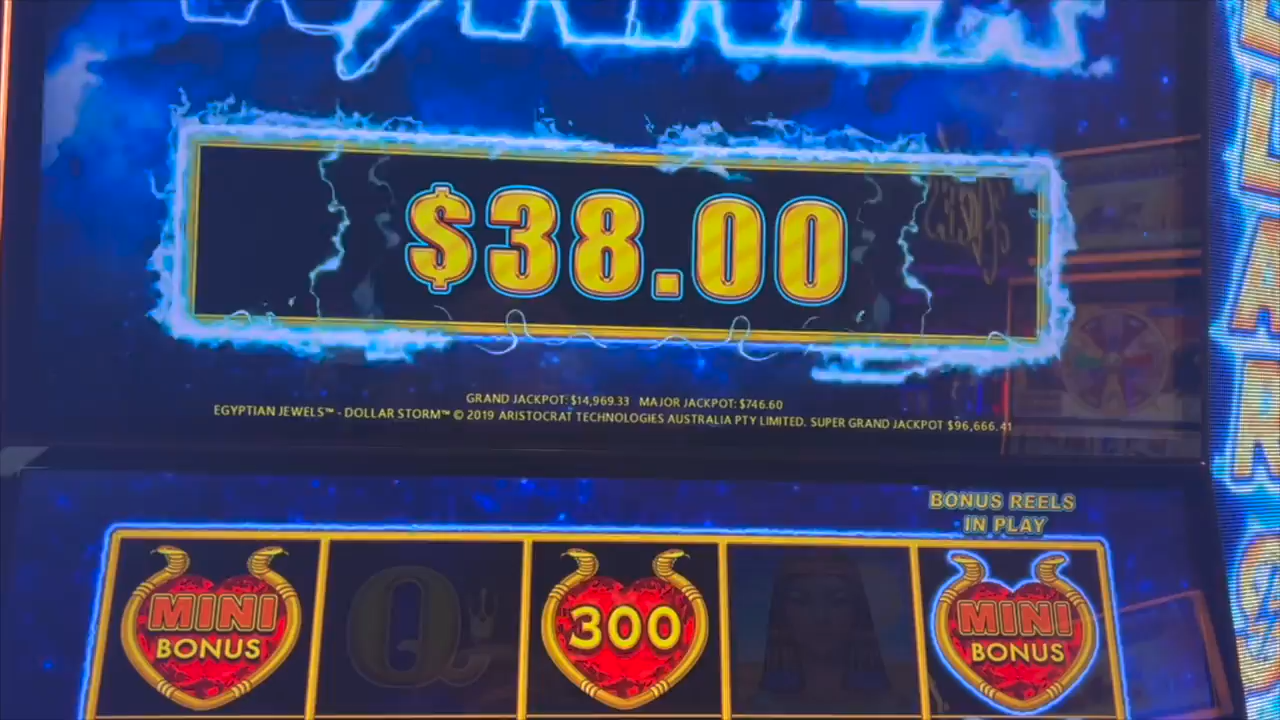 $38.00
GRAND JACKPOT: $14,969.33 MAJOR JACKPOT: $746.60
EGYPTIAN JEWELS™ - DOLLAR STORM™ © 2019 ARISTOCRAT TECHNOLOGIES AUSTRALIA PTY LIMITED. SUPER GRAND JACKPOT $96,666.41
BONUS REELS
IN PLAY
MINI
BONUS
Q
300
MINI
BONUS